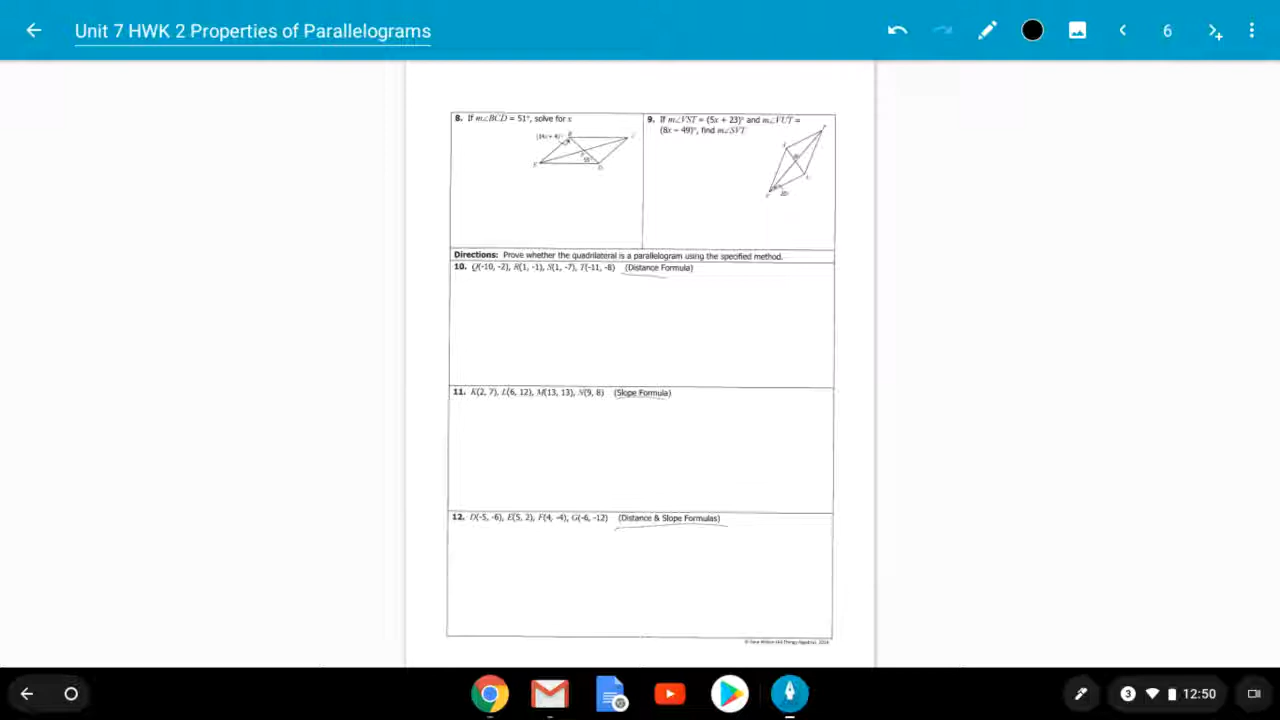 Unit 7 HWK 2 Properties of Parallelograms
6
8. If m∠BCD = 51°, solve for x
(14x + 4)°
B
D
9. If m∠VST = (5x + 23)° and m∠VUT =
(8x − 49)°, find m∠SVT
Directions: Prove whether the quadrilateral is a parallelogram using the specified method.
10. Q(-10, -2), R(1, -1), S(1, -7), T(-11, -8) (Distance Formula)
11. K(2, 7), L(6, 12), M(13, 13), N(9, 8) (Slope Formula)
12. D(-5, -6), E(5, 2), F(4, -4), G(-6, -12) (Distance & Slope Formulas)
3
12:50